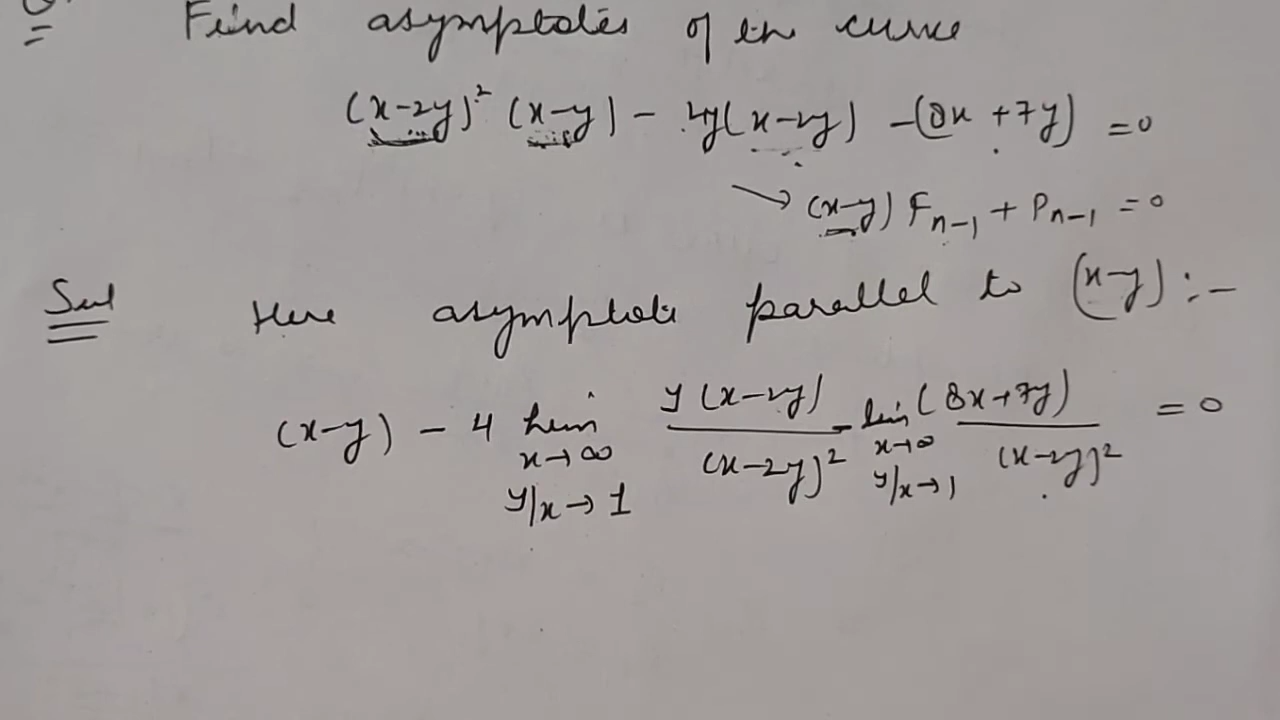 Find asymptotes of the curve
(x-2y)² (x-y) - 4y(x-2y) - (8x + 7y) = 0
→ (x-y) Fn-1 + Pn-1 = 0
Sol Here asymptote parallel to (x-y) :-
(x-y) - 4 lim x→∞ y/x→1 y(x-2y)/(x-2y)² - lim x→∞ y/x→1 (8x+7y)/(x-2y)² = 0